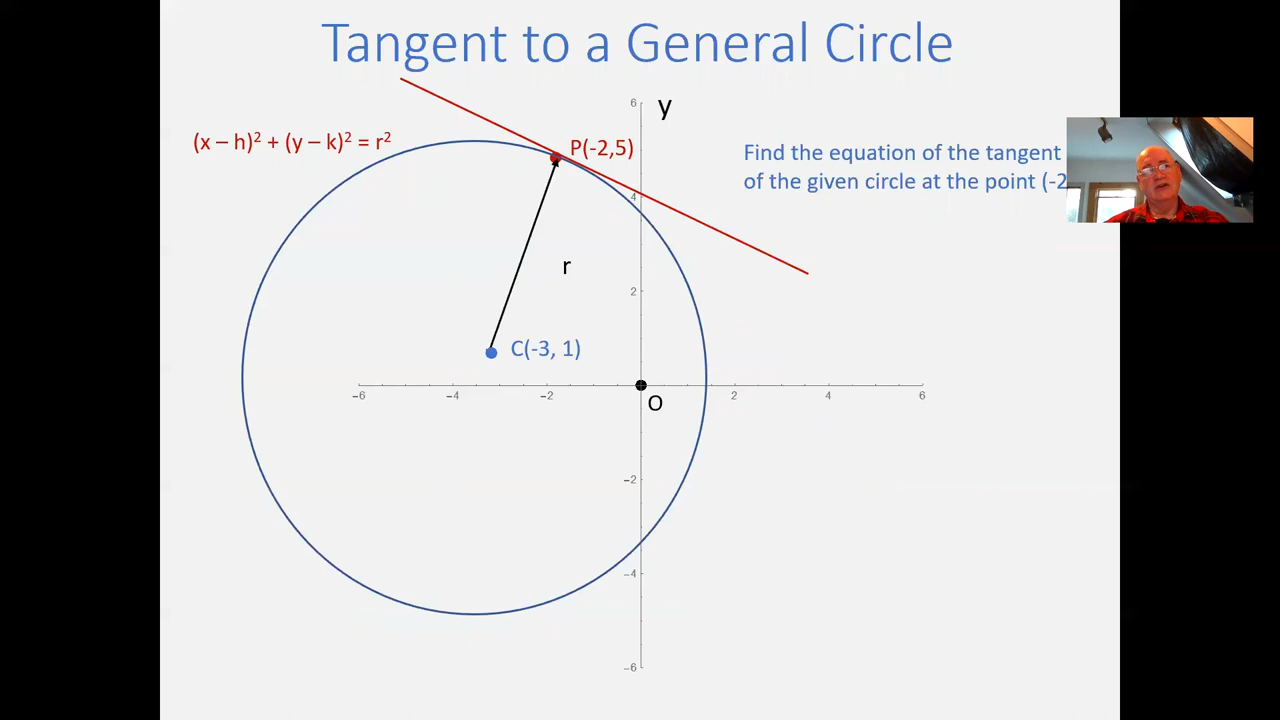 Tangent to a General Circle
(x – h)² + (y – k)² = r²
P(-2,5)
y
Find the equation of the tangent
of the given circle at the point (-2
r
C(-3, 1)
O
6
4
2
−2
−4
−6
−6
−4
−2
2
4
6